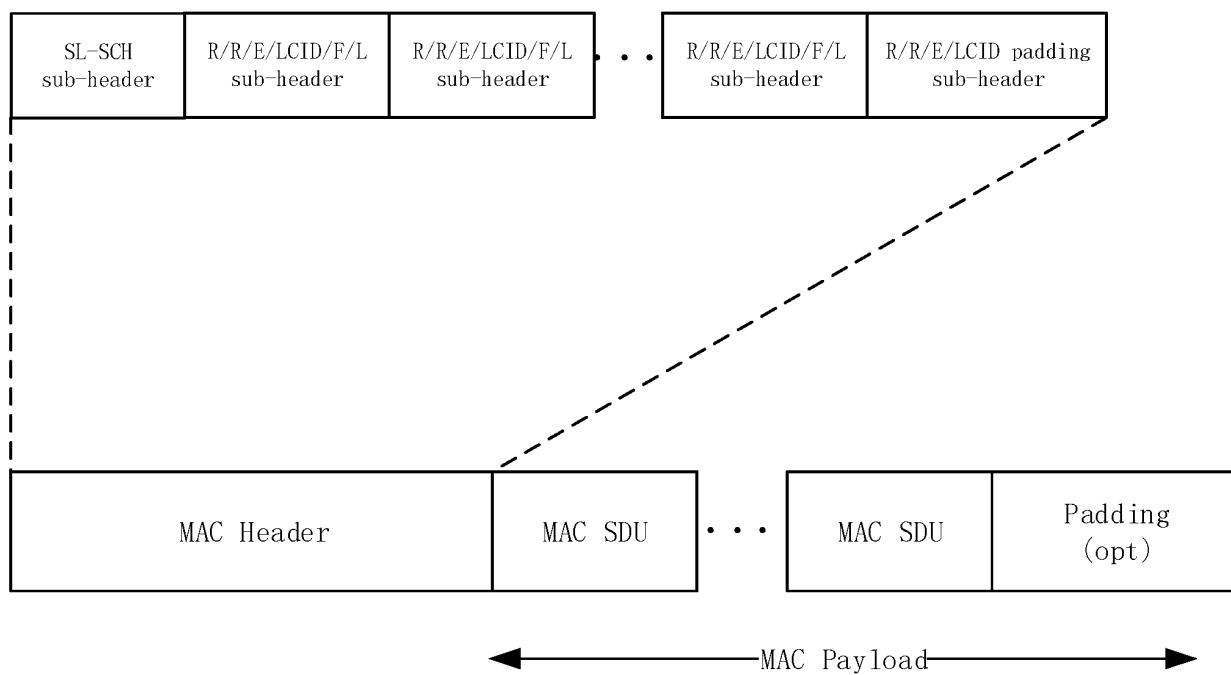 SL-SCH
sub-header
R/R/E/LCID/F/L
sub-header
R/R/E/LCID/F/L
sub-header
...
R/R/E/LCID/F/L
sub-header
R/R/E/LCID padding
sub-header
MAC Header
MAC SDU
...
MAC SDU
Padding
(opt)
MAC Payload